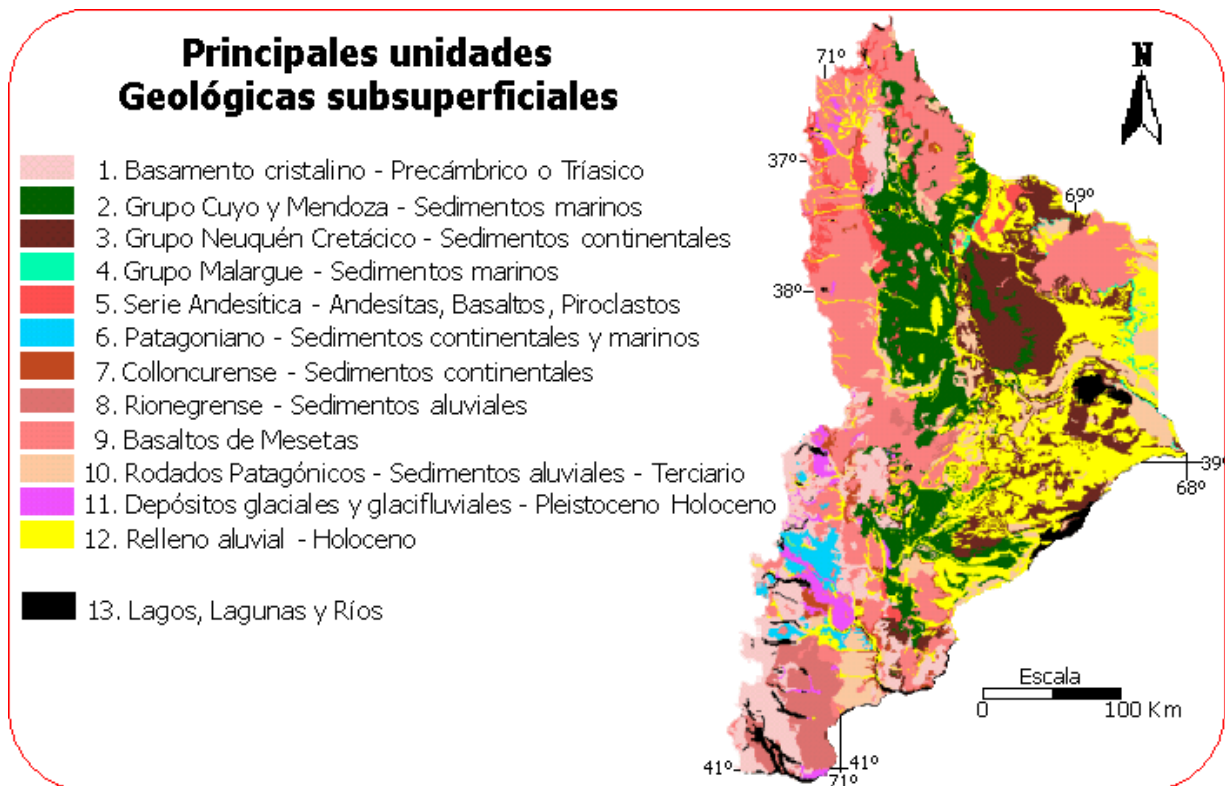 Principales unidades
Geológicas subsuperficiales
1. Basamento cristalino - Precámbrico o Tríasico
2. Grupo Cuyo y Mendoza - Sedimentos marinos
3. Grupo Neuquén Cretácico - Sedimentos continentales
4. Grupo Malargue - Sedimentos marinos
5. Serie Andesítica - Andesítas, Basaltos, Piroclastos
6. Patagoniano - Sedimentos continentales y marinos
7. Colloncurense - Sedimentos continentales
8. Rionegrense - Sedimentos aluviales
9. Basaltos de Mesetas
10. Rodados Patagónicos - Sedimentos aluviales - Terciario
11. Depósitos glaciales y glacifluviales - Pleistoceno Holoceno
12. Relleno aluvial - Holoceno
13. Lagos, Lagunas y Ríos
71º
N
37º
69º
38º
39º
68º
Escala
0 100 Km
41º
41º
71º